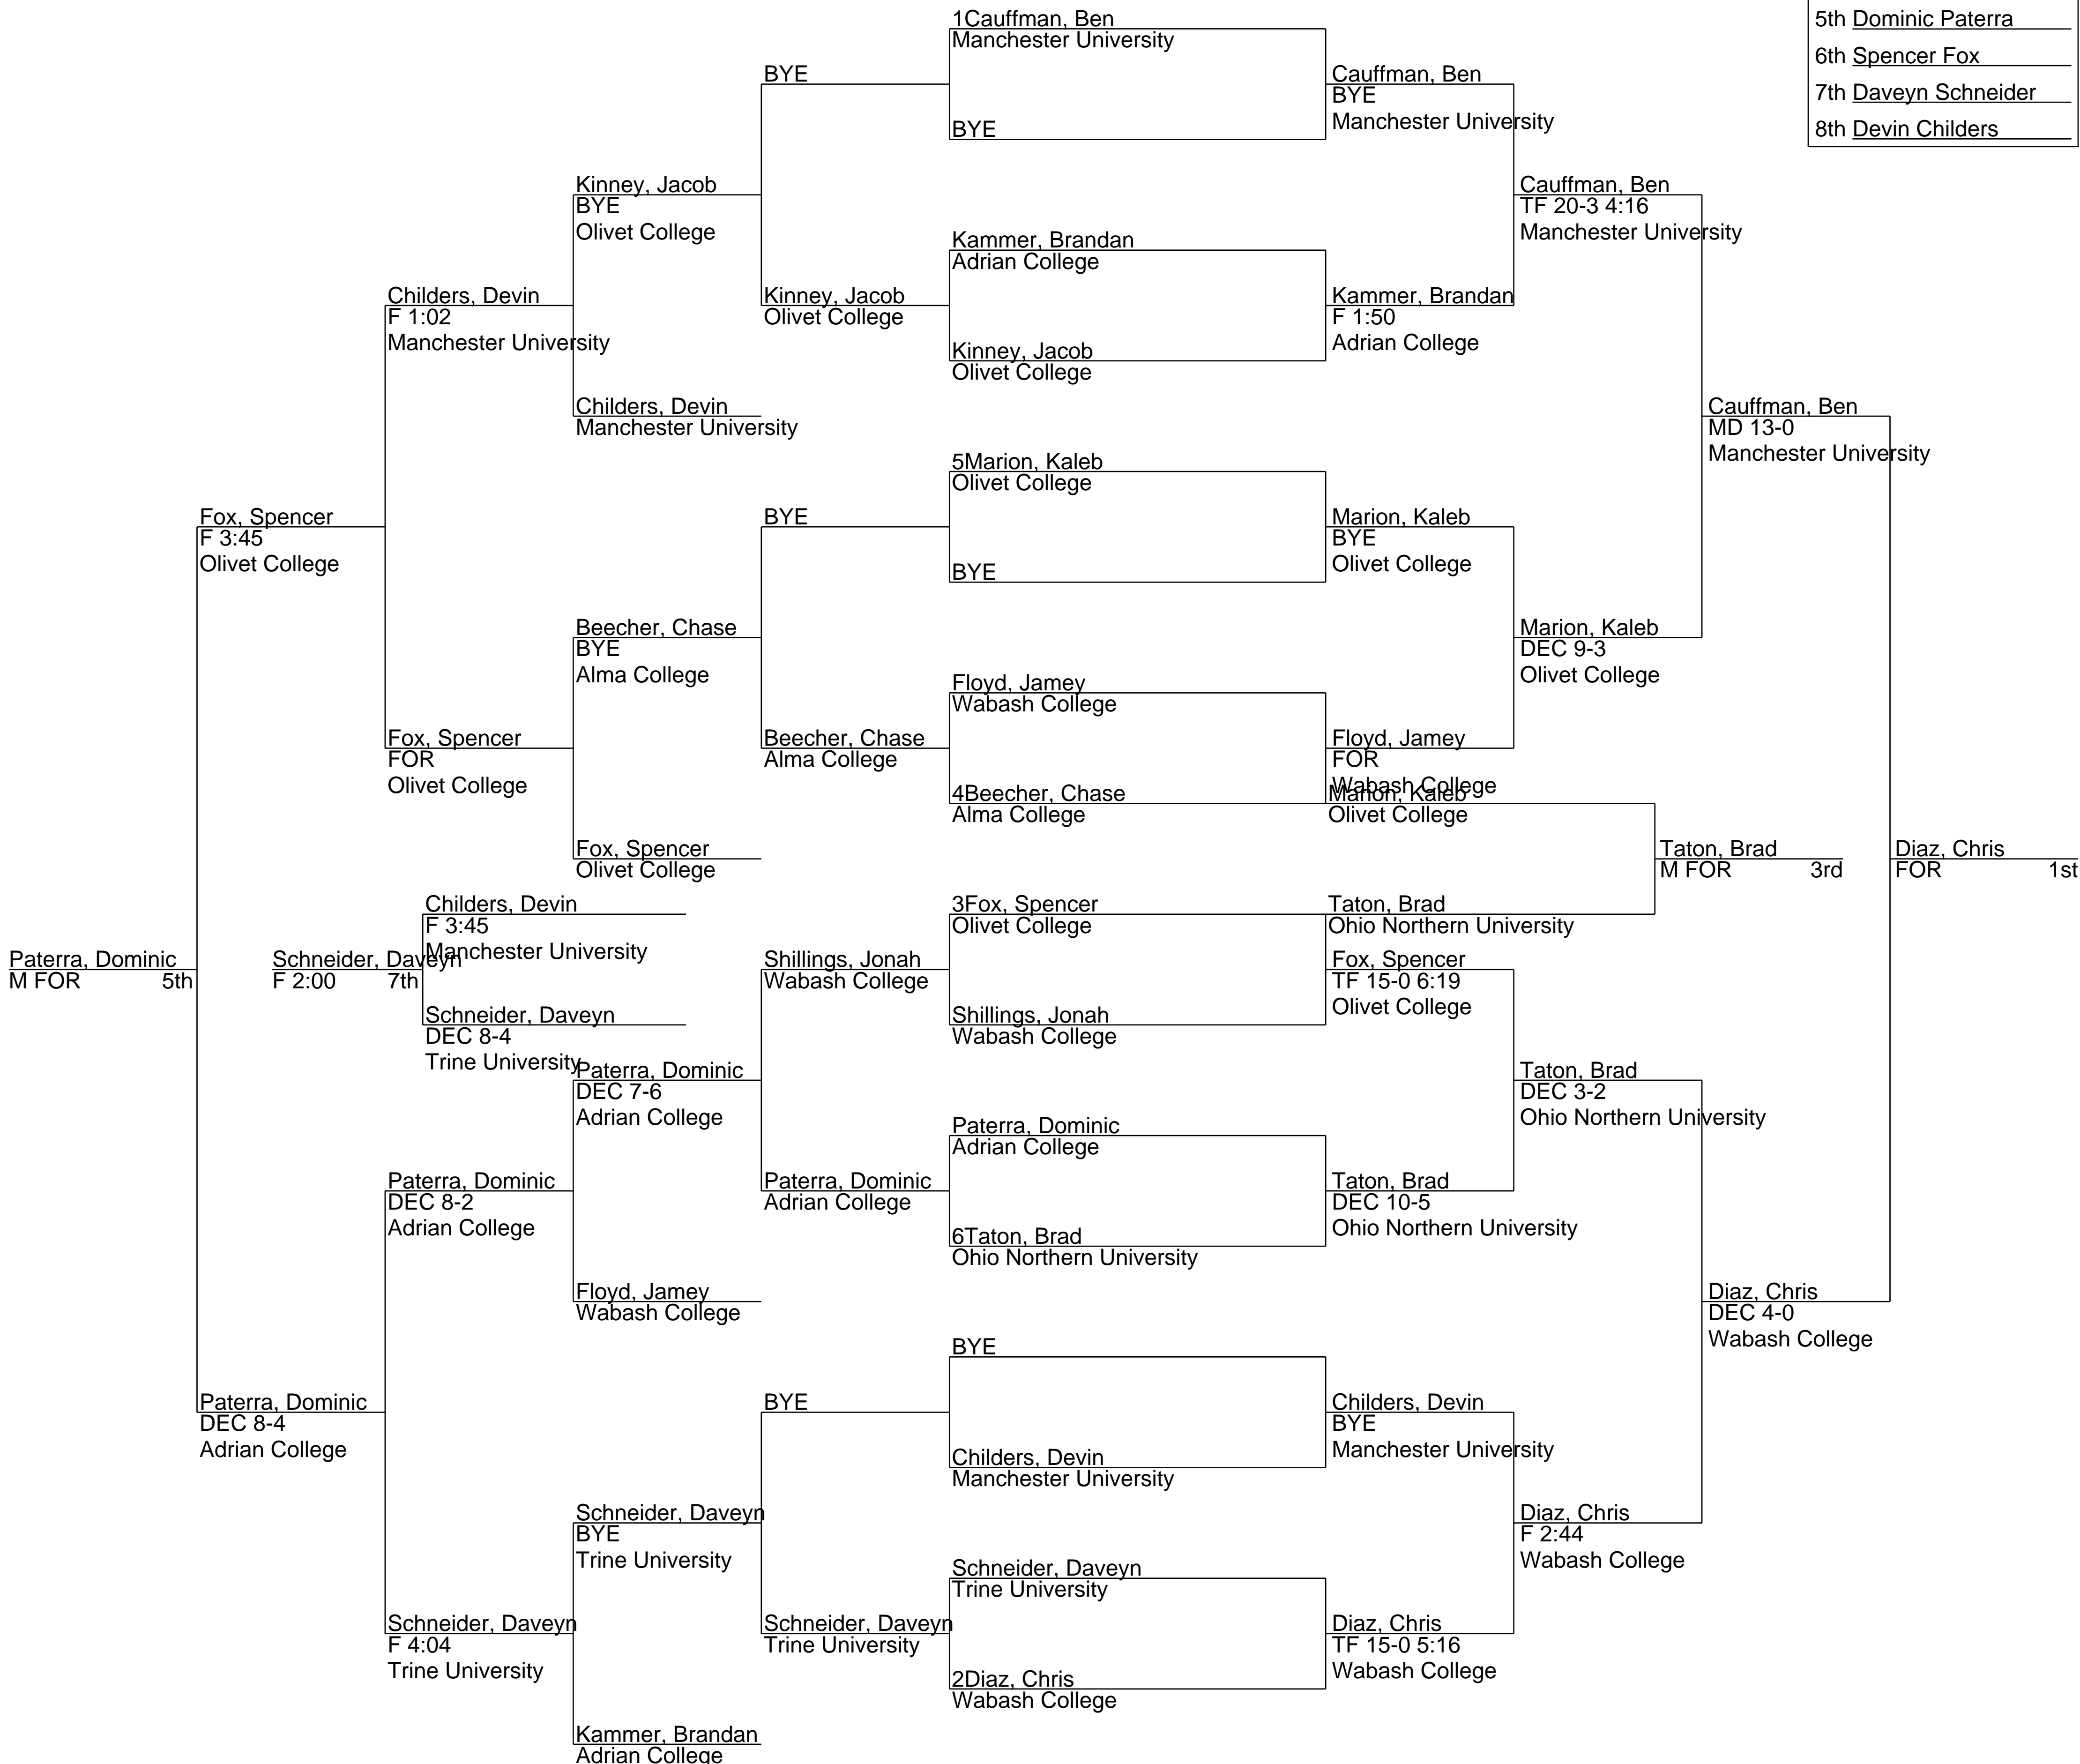 1Cauffman, Ben
Manchester University
5th Dominic Paterra
6th Spencer Fox
7th Daveyn Schneider
8th Devin Childers
BYE
Cauffman, Ben
BYE
Manchester University
BYE
Kinney, Jacob
BYE
Olivet College
Cauffman, Ben
TF 20-3 4:16
Manchester University
Kammer, Brandan
Adrian College
Childers, Devin
F 1:02
Manchester University
Kinney, Jacob
Olivet College
Kammer, Brandan
F 1:50
Adrian College
Kinney, Jacob
Olivet College
Childers, Devin
Manchester University
Cauffman, Ben
MD 13-0
Manchester University
5Marion, Kaleb
Olivet College
Fox, Spencer
F 3:45
Olivet College
BYE
Marion, Kaleb
BYE
Olivet College
BYE
Beecher, Chase
BYE
Alma College
Marion, Kaleb
DEC 9-3
Olivet College
Floyd, Jamey
Wabash College
Fox, Spencer
FOR
Olivet College
Beecher, Chase
Alma College
Floyd, Jamey
FOR
Wabash College
4Beecher, Chase
Alma College
Marion, Kaleb
Olivet College
Fox, Spencer
Olivet College
Taton, Brad
M FOR 3rd
Diaz, Chris
FOR 1st
Childers, Devin
F 3:45
Manchester University
3Fox, Spencer
Olivet College
Taton, Brad
Ohio Northern University
Paterra, Dominic
M FOR 5th
Schneider, Daveyn
F 2:00 7th
Shillings, Jonah
Wabash College
Fox, Spencer
TF 15-0 6:19
Olivet College
Schneider, Daveyn
DEC 8-4
Trine University
Shillings, Jonah
Wabash College
Paterra, Dominic
DEC 7-6
Adrian College
Taton, Brad
DEC 3-2
Ohio Northern University
Paterra, Dominic
Adrian College
Paterra, Dominic
DEC 8-2
Adrian College
Paterra, Dominic
Adrian College
Taton, Brad
DEC 10-5
Ohio Northern University
6Taton, Brad
Ohio Northern University
Floyd, Jamey
Wabash College
Diaz, Chris
DEC 4-0
Wabash College
BYE
Paterra, Dominic
DEC 8-4
Adrian College
BYE
Childers, Devin
BYE
Manchester University
Childers, Devin
Manchester University
Schneider, Daveyn
BYE
Trine University
Diaz, Chris
F 2:44
Wabash College
Schneider, Daveyn
Trine University
Schneider, Daveyn
F 4:04
Trine University
Schneider, Daveyn
Trine University
Diaz, Chris
TF 15-0 5:16
Wabash College
2Diaz, Chris
Wabash College
Kammer, Brandan
Adrian College